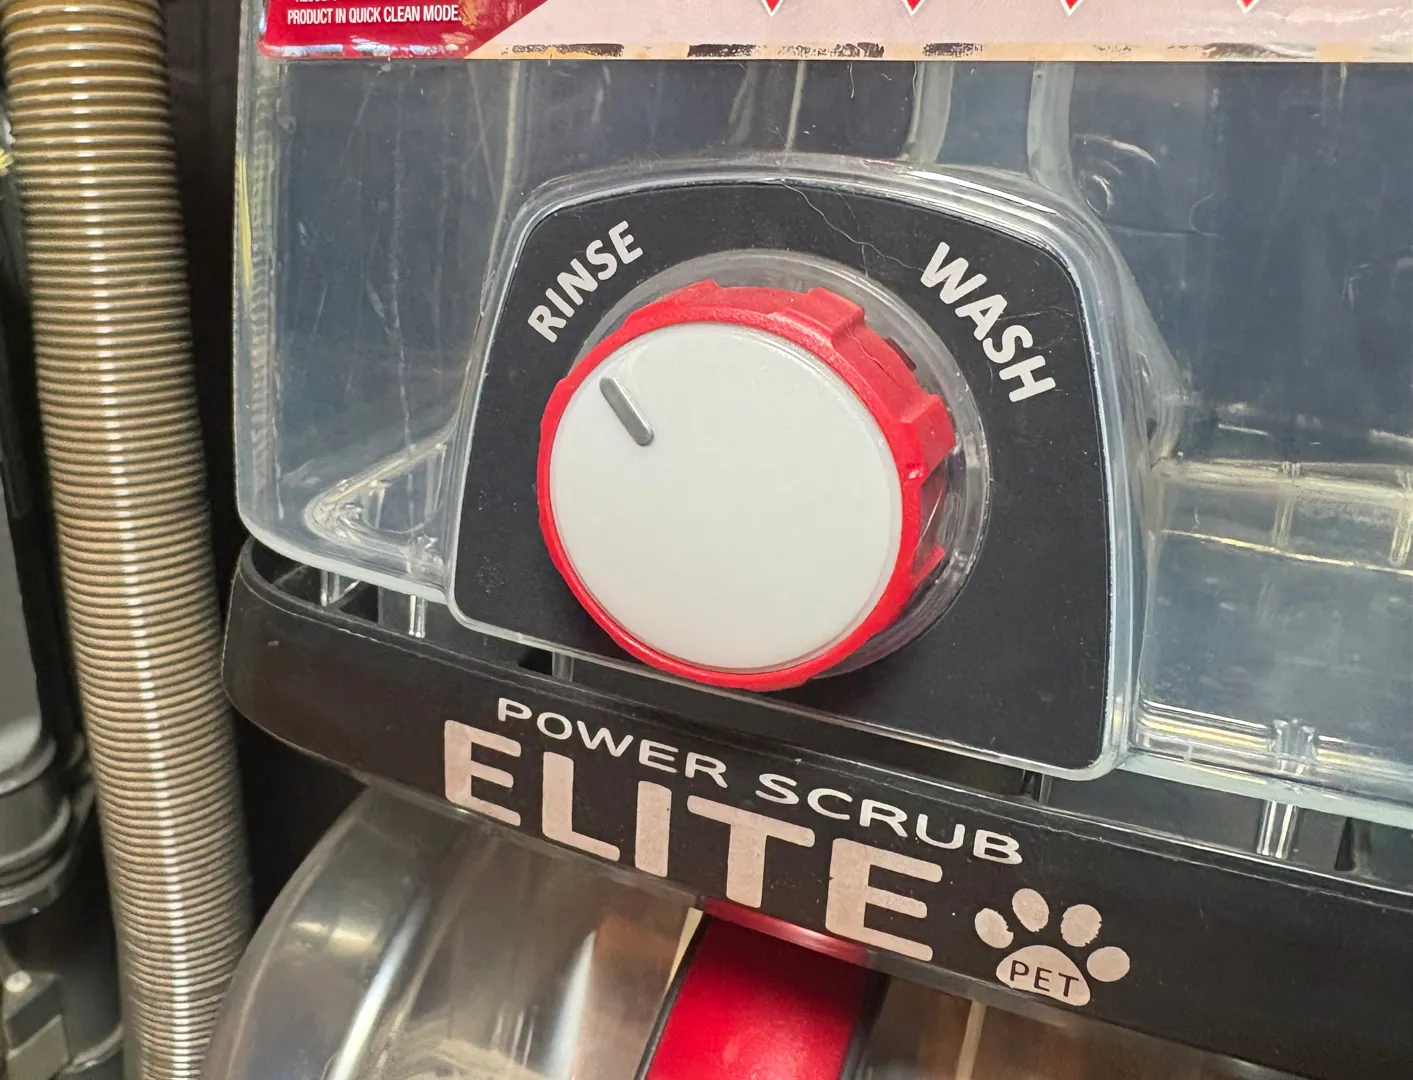 PRODUCT IN QUICK CLEAN MODE.
RINSE
WASH
POWER SCRUB
ELITE
PET